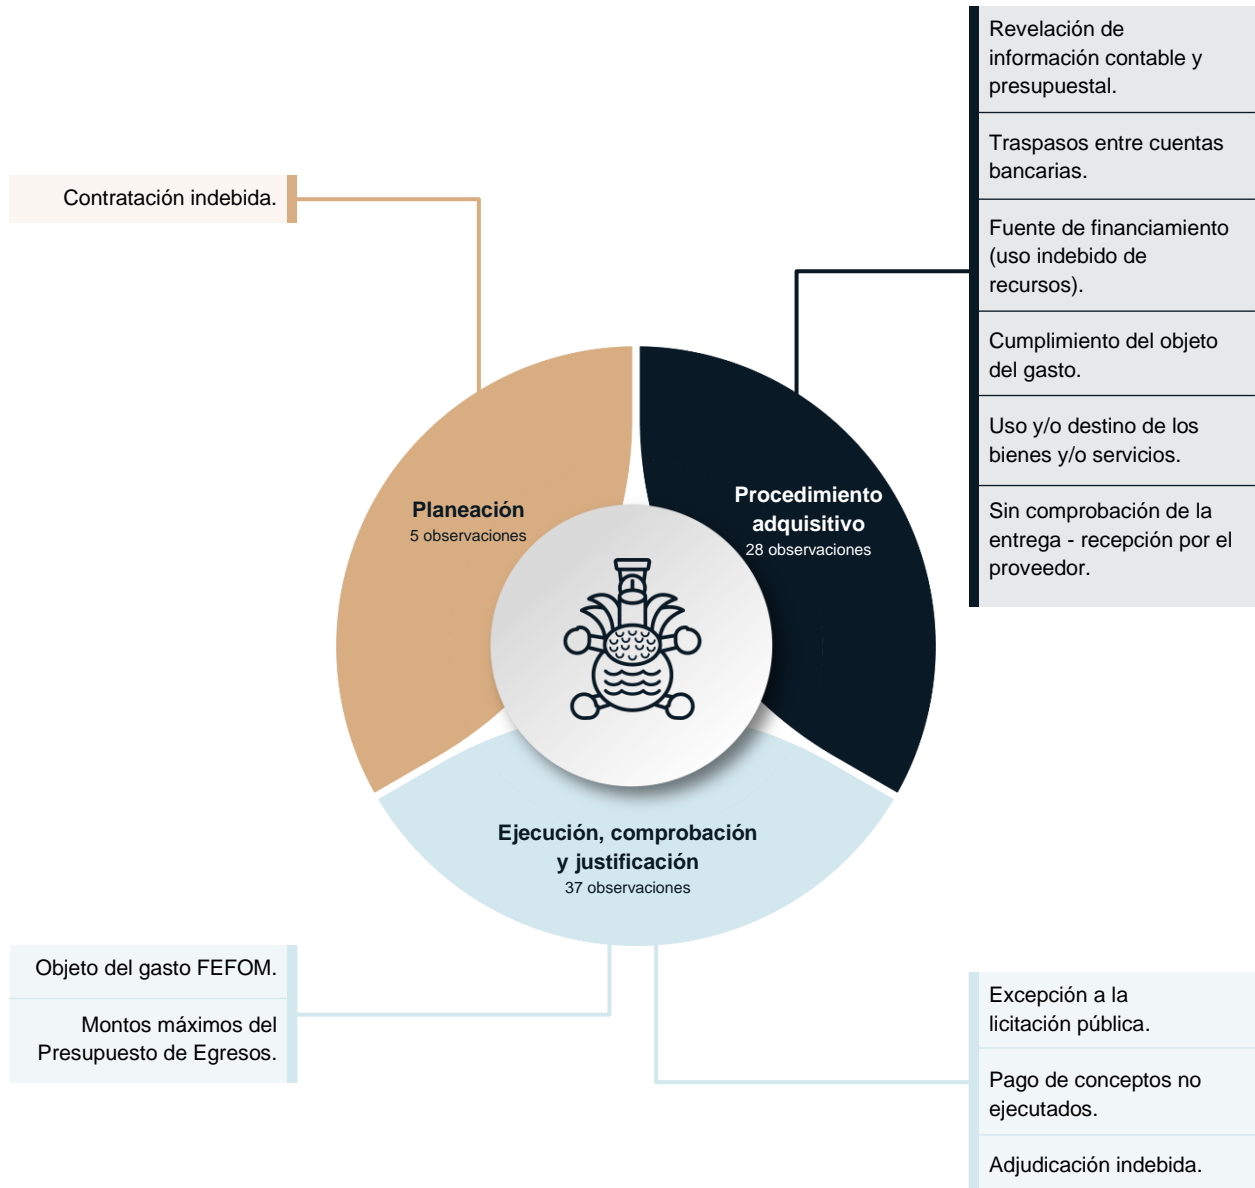 Revelación de
información contable y
presupuestal.
Traspasos entre cuentas
bancarias.
Contratación indebida.
Fuente de financiamiento
(uso indebido de
recursos).
Cumplimiento del objeto
del gasto.
Uso y/o destino de los
bienes y/o servicios.
Sin comprobación de la
entrega - recepción por el
proveedor.
Planeación
5 observaciones
Procedimiento
adquisitivo
28 observaciones
Ejecución, comprobación
y justificación
37 observaciones
Objeto del gasto FEFOM.
Montos máximos del
Presupuesto de Egresos.
Excepción a la
licitación pública.
Pago de conceptos no
ejecutados.
Adjudicación indebida.